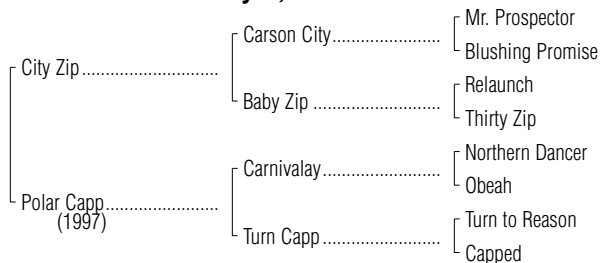 Mr. Prospector
Carson City
Blushing Promise
City Zip
Relaunch
Baby Zip
Thirty Zip
Northern Dancer
Carnivalay
Obeah
Polar Capp
(1997)
Turn to Reason
Turn Capp
Capped